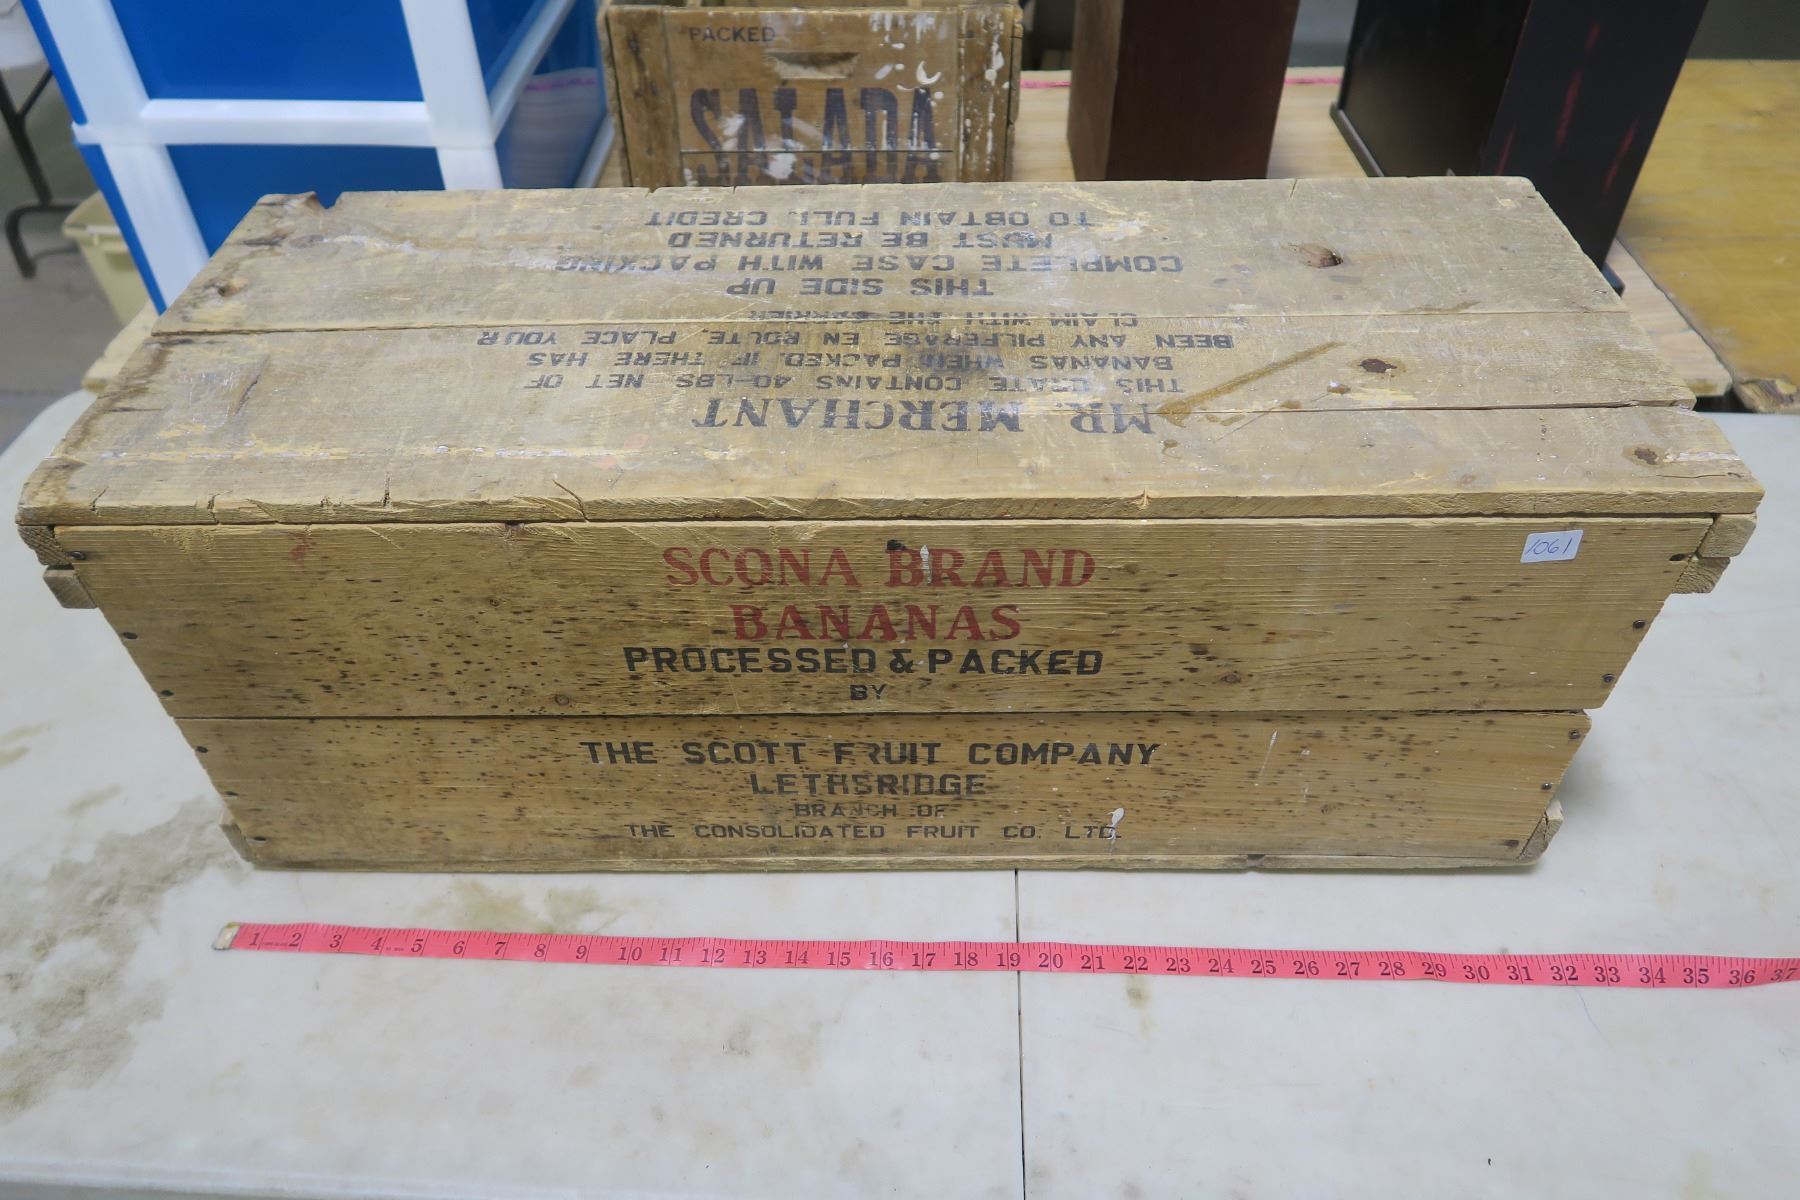 PACKED
SALADA
MR. MERCHANT
THIS CRATE CONTAINS 40-LBS. NET OF
BANANAS WHEN PACKED. IF THERE HAS
BEEN ANY PILFERAGE EN ROUTE, PLACE YOUR
CLAIM WITH THE CARRIER
THIS SIDE UP
COMPLETE CASE WITH PACKING
MUST BE RETURNED
TO OBTAIN FULL CREDIT
1061
SCONA BRAND
BANANAS
PROCESSED & PACKED
BY
THE SCOTT FRUIT COMPANY
LETHBRIDGE
BRANCH OF
THE CONSOLIDATED FRUIT CO. LTD.
1 2 3 4 5 6 7 8 9 10 11 12 13 14 15 16 17 18 19 20 21 22 23 24 25 26 27 28 29 30 31 32 33 34 35 36 37